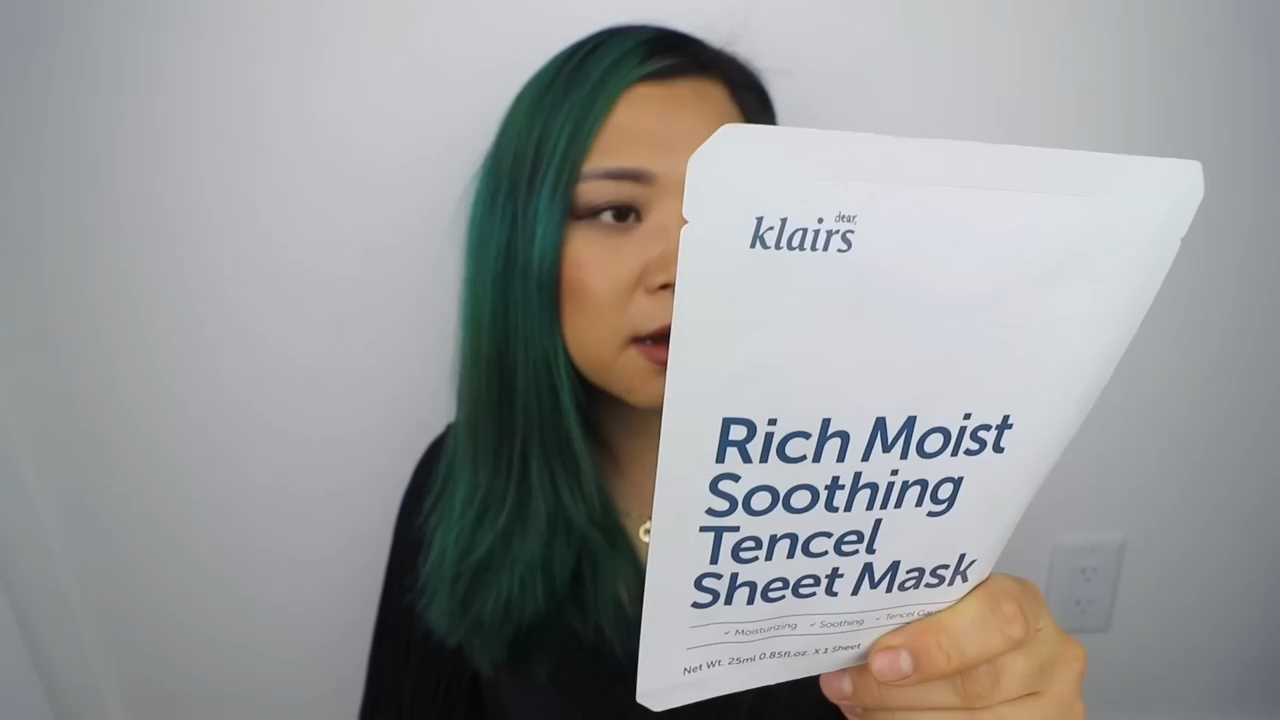 dear,
klairs
Rich Moist
Soothing
Tencel
Sheet Mask
✓ Moisturizing ✓ Soothing ✓ Tencel
Net Wt. 25ml 0.85fl.oz. X 1 Sheet